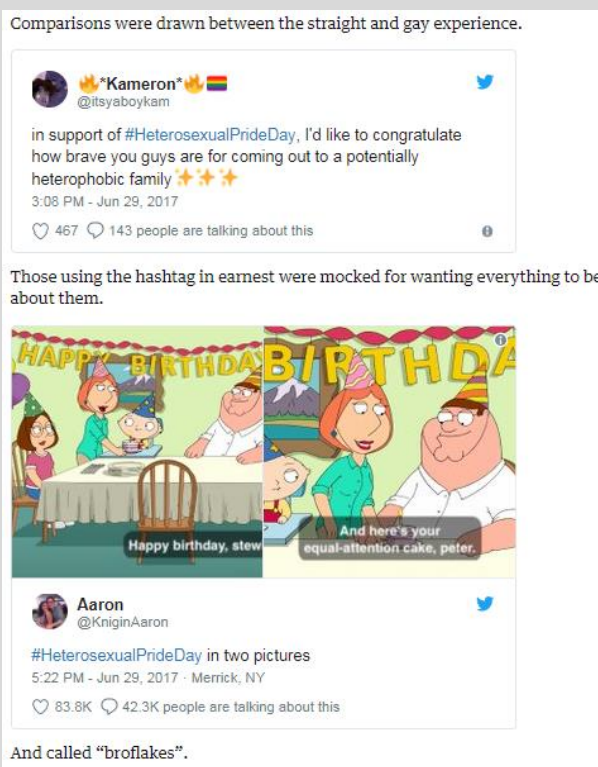 Comparisons were drawn between the straight and gay experience.
*Kameron*
@itsyaboykam
in support of #HeterosexualPrideDay, I'd like to congratulate
how brave you guys are for coming out to a potentially
heterophobic family
3:08 PM - Jun 29, 2017
467 143 people are talking about this
Those using the hashtag in earnest were mocked for wanting everything to be
about them.
HAPPY BIRTHDAY
BIRTHDA
Happy birthday, stew
And here's your
equal-attention cake, peter.
Aaron
@KniginAaron
#HeterosexualPrideDay in two pictures
5:22 PM - Jun 29, 2017 · Merrick, NY
83.8K 42.3K people are talking about this
And called “broflakes”.